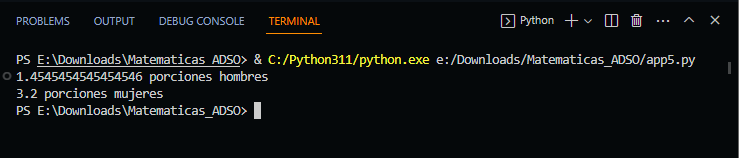 PROBLEMS OUTPUT DEBUG CONSOLE TERMINAL Python
PS E:\Downloads\Matematicas_ADSO> & C:/Python311/python.exe e:/Downloads/Matematicas_ADSO/app5.py
1.4545454545454546 porciones hombres
3.2 porciones mujeres
PS E:\Downloads\Matematicas_ADSO>